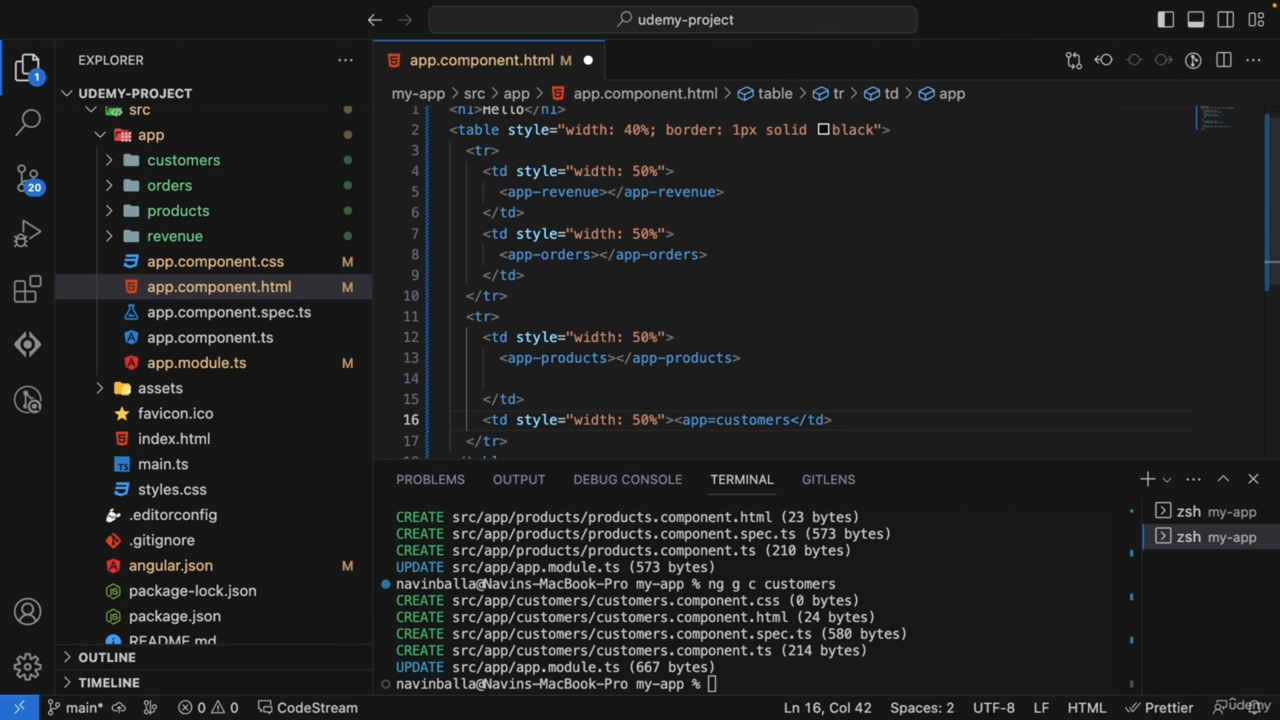 udemy-project
EXPLORER
app.component.html M
UDEMY-PROJECT
my-app > src > app > app.component.html > table > tr > td > app
src
app
customers
orders
products
revenue
app.component.css M
app.component.html M
app.component.spec.ts
app.component.ts
app.module.ts M
assets
favicon.ico
index.html
main.ts
styles.css
.editorconfig
.gitignore
angular.json M
package-lock.json
package.json
README.md
OUTLINE
TIMELINE
1
20
1 <h1>Hello</h1>
2 <table style="width: 40%; border: 1px solid black">
3 <tr>
4 <td style="width: 50%">
5 <app-revenue></app-revenue>
6 </td>
7 <td style="width: 50%">
8 <app-orders></app-orders>
9 </td>
10 </tr>
11 <tr>
12 <td style="width: 50%">
13 <app-products></app-products>
14
15 </td>
16 <td style="width: 50%"><app=customers</td>
17 </tr>
PROBLEMS OUTPUT DEBUG CONSOLE TERMINAL GITLENS
CREATE src/app/products/products.component.html (23 bytes)
CREATE src/app/products/products.component.spec.ts (573 bytes)
CREATE src/app/products/products.component.ts (210 bytes)
UPDATE src/app/app.module.ts (573 bytes)
navinballa@Navins-MacBook-Pro my-app % ng g c customers
CREATE src/app/customers/customers.component.css (0 bytes)
CREATE src/app/customers/customers.component.html (24 bytes)
CREATE src/app/customers/customers.component.spec.ts (580 bytes)
CREATE src/app/customers/customers.component.ts (214 bytes)
UPDATE src/app/app.module.ts (667 bytes)
navinballa@Navins-MacBook-Pro my-app %
zsh my-app
zsh my-app
main* 0 0 CodeStream Ln 16, Col 42 Spaces: 2 UTF-8 LF HTML Prettier
Udemy